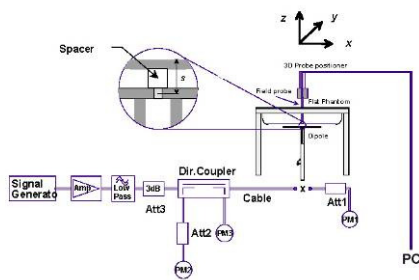 z
y
x
Spacer
s
3D Probe positioner
Field probe
Flat Phantom
Dipole
Signal
Generato
Amp
Low
Pass
3dB
Att3
Dir.Coupler
Cable
x
Att1
PM1
Att2
PM3
PM2
PC